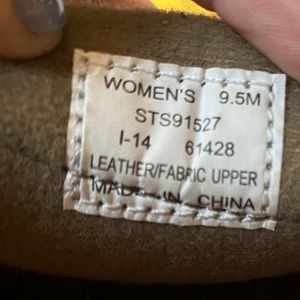 WOMEN'S 9.5M
STS91527
I-14 61428
LEATHER/FABRIC UPPER
MADE IN CHINA